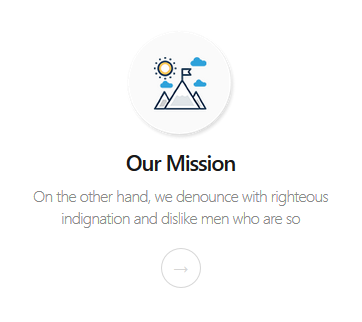 Our Mission
On the other hand, we denounce with righteous
indignation and dislike men who are so